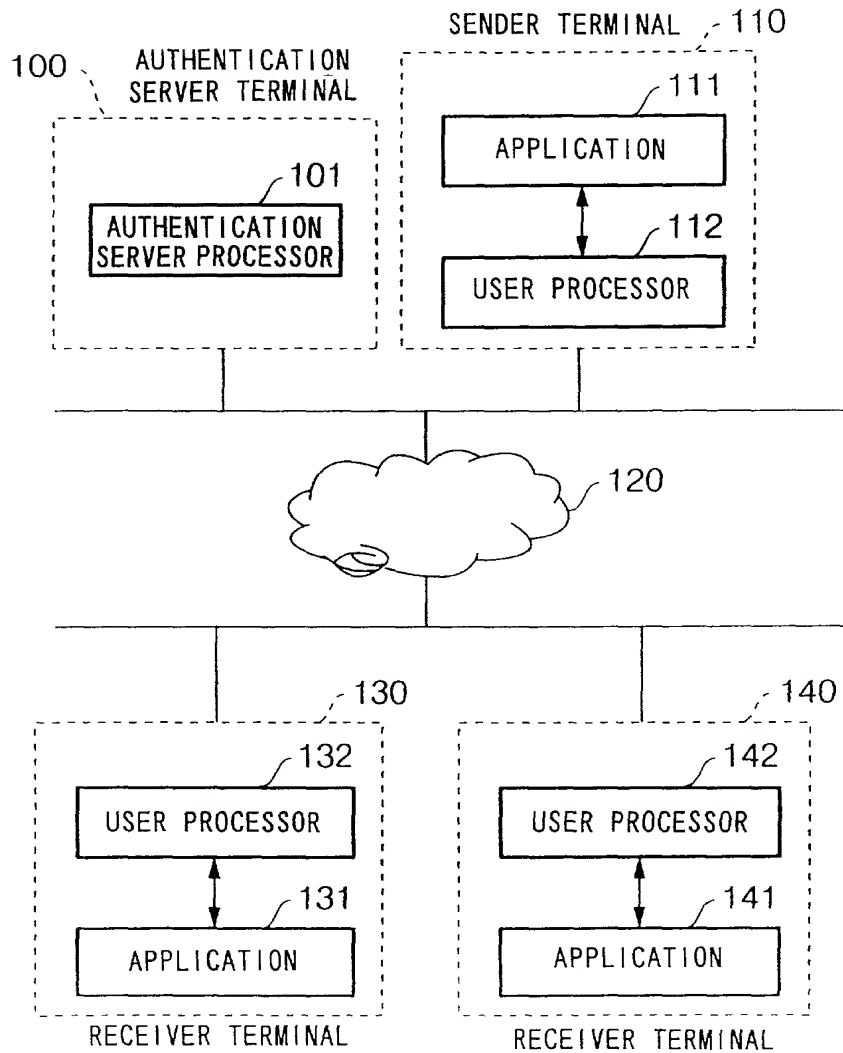 SENDER TERMINAL
110
100
AUTHENTICATION
SERVER TERMINAL
111
APPLICATION
101
AUTHENTICATION
SERVER PROCESSOR
112
USER PROCESSOR
120
130
140
132
USER PROCESSOR
142
USER PROCESSOR
131
APPLICATION
141
APPLICATION
RECEIVER TERMINAL
RECEIVER TERMINAL